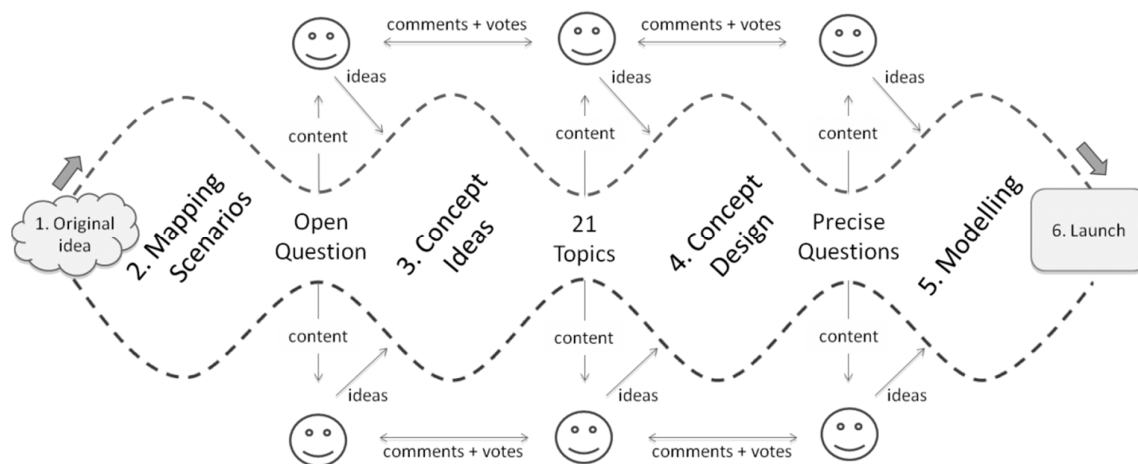 comments + votes
comments + votes
ideas
ideas
ideas
content
content
content
1. Original
idea
2. Mapping
Scenarios
Open
Question
3. Concept
Ideas
21
Topics
4. Concept
Design
Precise
Questions
5. Modelling
6. Launch
content
content
content
ideas
ideas
ideas
comments + votes
comments + votes